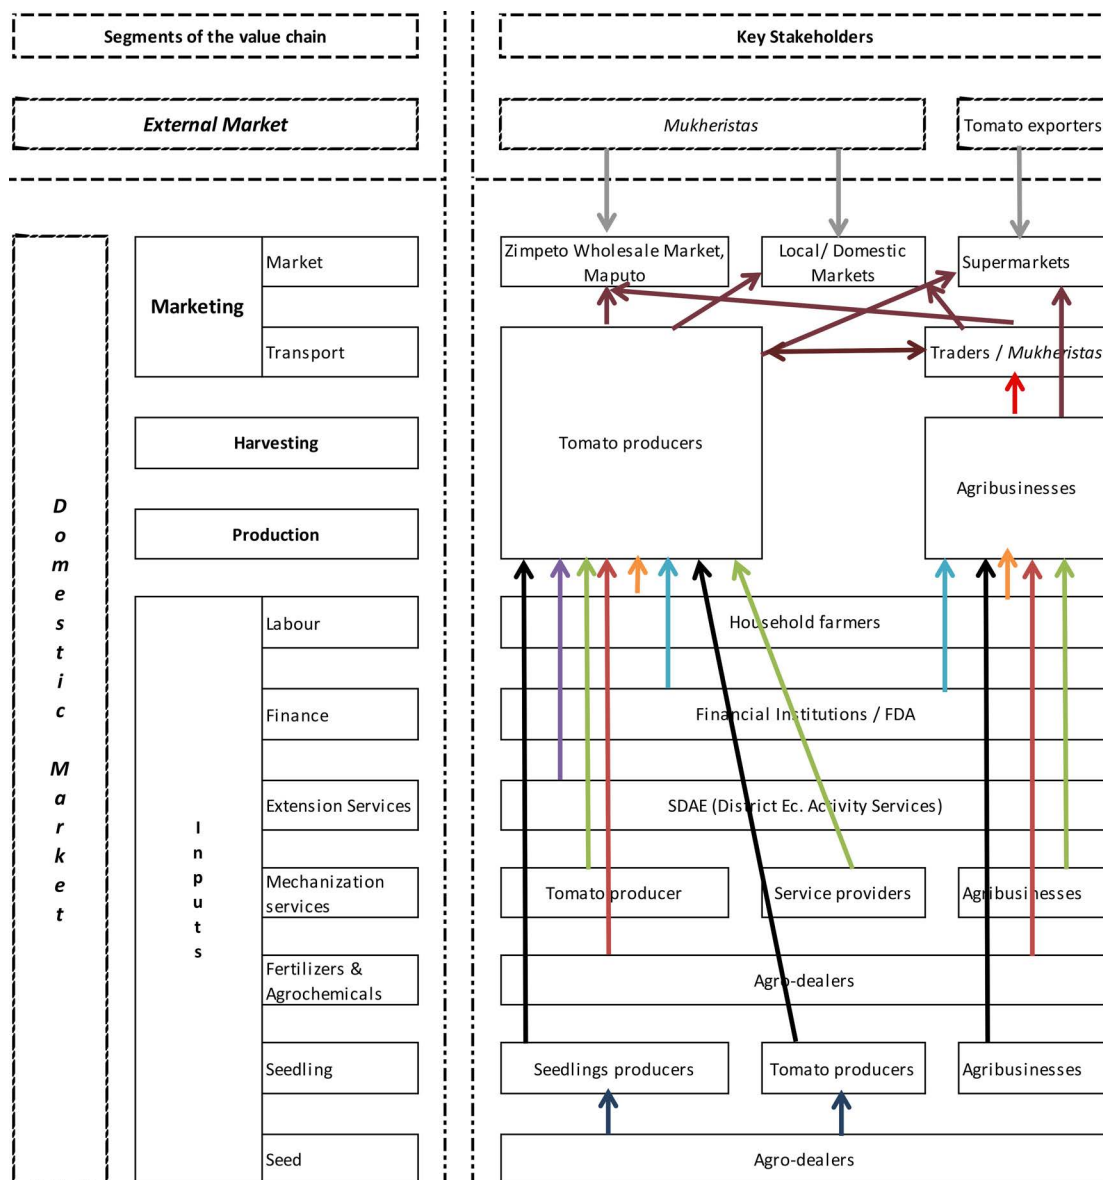 Segments of the value chain
Key Stakeholders
External Market
Mukheristas
Tomato exporters
Domestic Market
Marketing
Market
Zimpeto Wholesale Market,
Maputo
Local/ Domestic
Markets
Supermarkets
Transport
Traders / Mukheristas
Harvesting
Tomato producers
Agribusinesses
Production
Inputs
Labour
Household farmers
Finance
Financial Institutions / FDA
Extension Services
SDAE (District Ec. Activity Services)
Mechanization
services
Tomato producer
Service providers
Agribusinesses
Fertilizers &
Agrochemicals
Agro-dealers
Seedling
Seedlings producers
Tomato producers
Agribusinesses
Seed
Agro-dealers